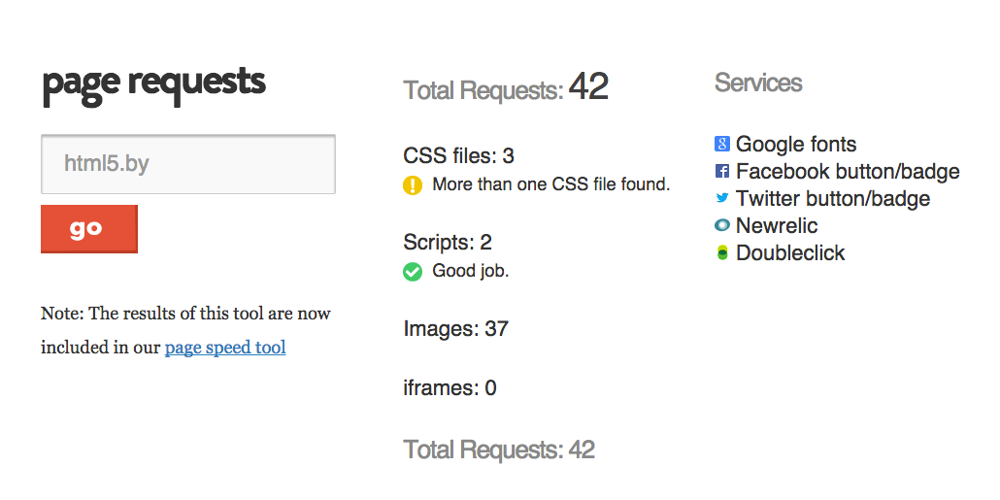 page requests
html5.by
go
Note: The results of this tool are now
included in our page speed tool
Total Requests: 42
CSS files: 3
More than one CSS file found.
Scripts: 2
Good job.
Images: 37
iframes: 0
Total Requests: 42
Services
Google fonts
Facebook button/badge
Twitter button/badge
Newrelic
Doubleclick